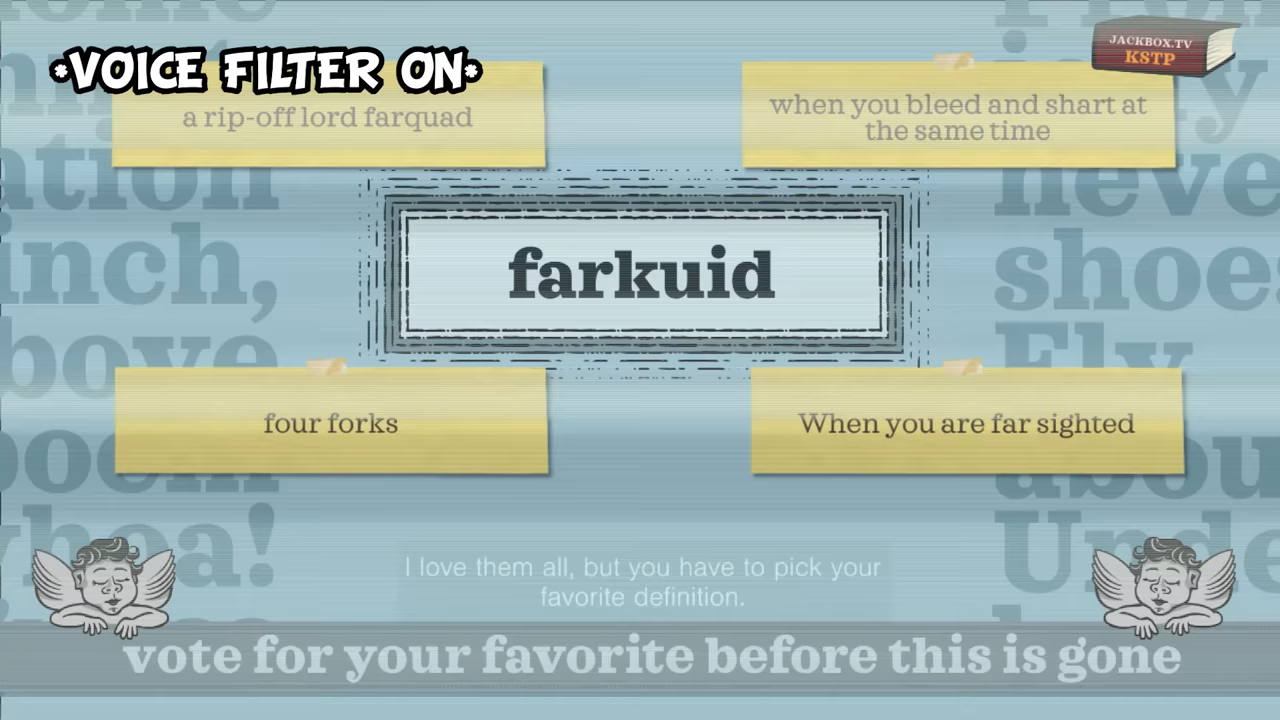 *VOICE FILTER ON*
JACKBOX.TV
KSTP
a rip-off lord farquad
when you bleed and shart at
the same time
farkuid
four forks
When you are far sighted
inch,
shoes
I love them all, but you have to pick your
favorite definition.
vote for your favorite before this is gone